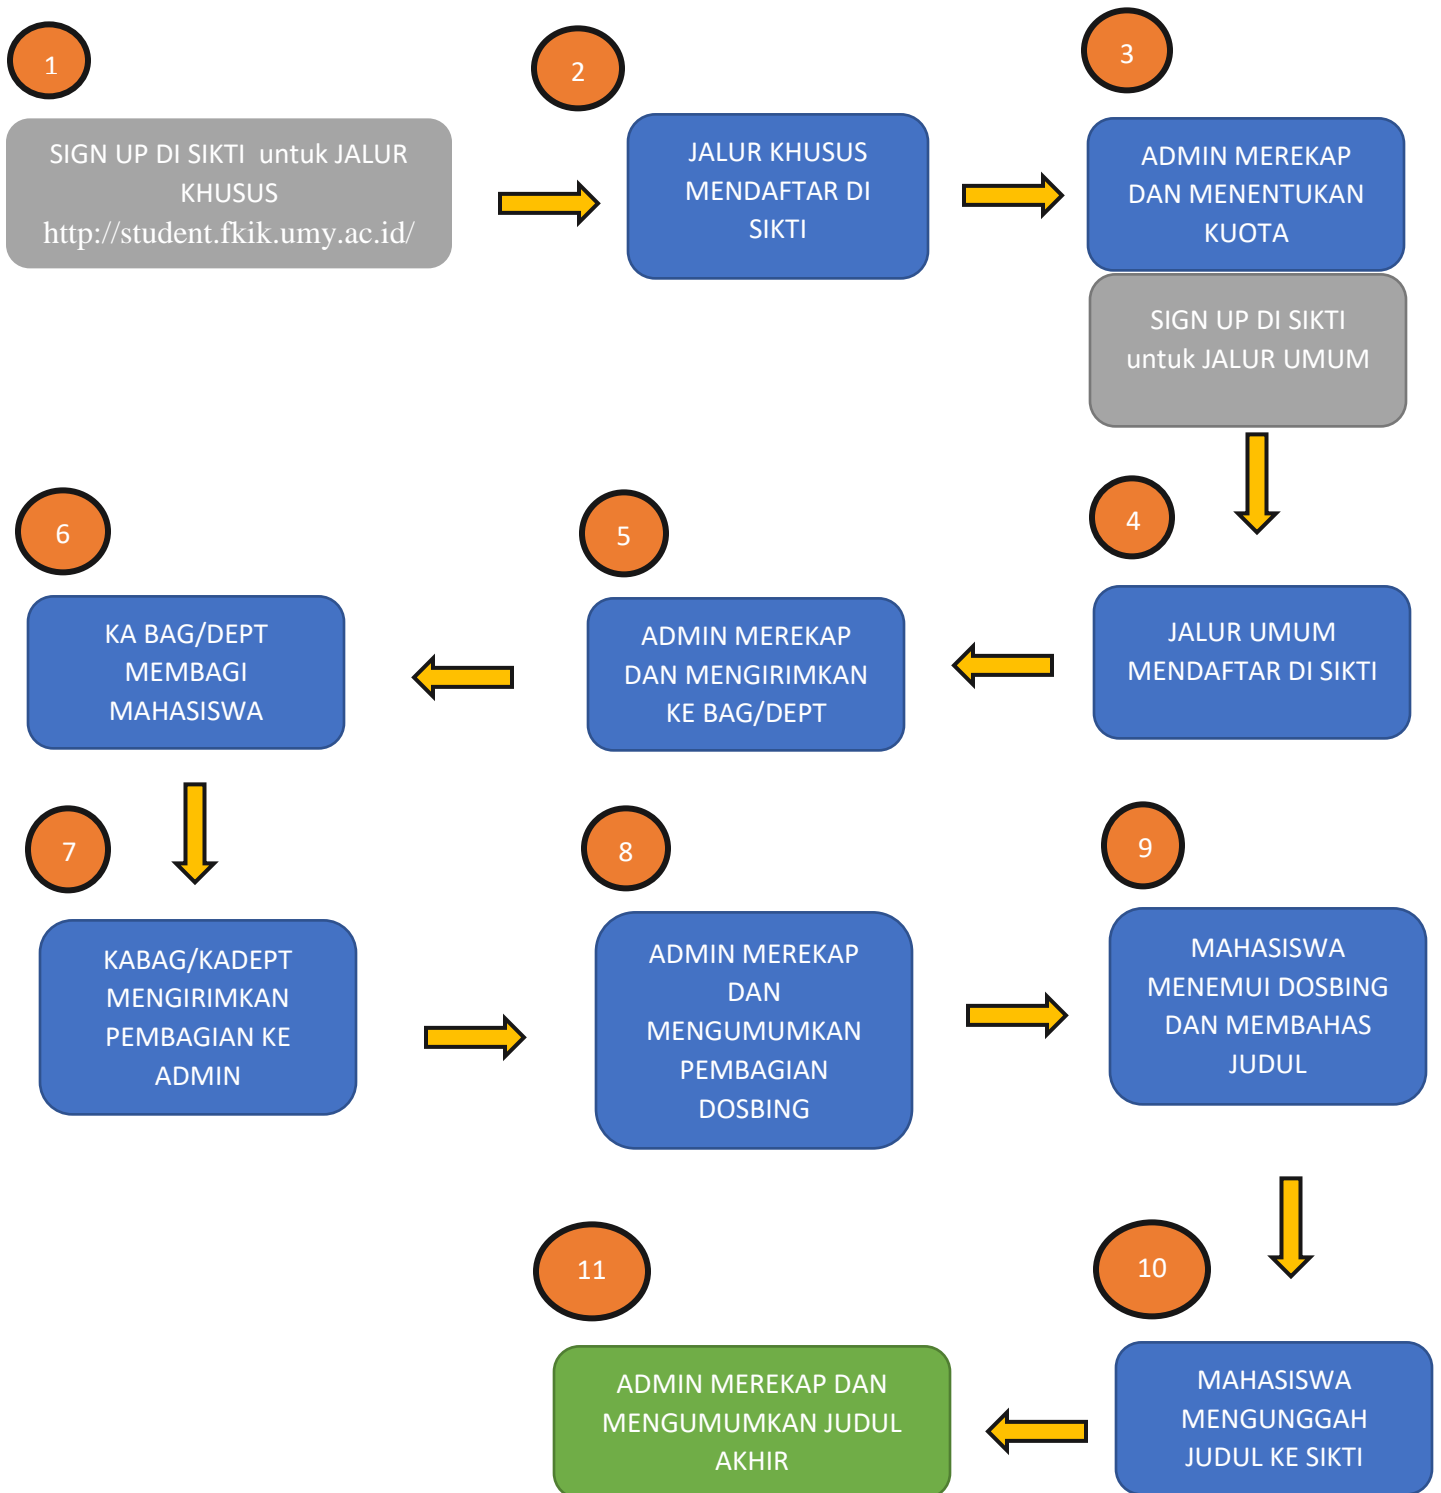 1
SIGN UP DI SIKTI untuk JALUR
KHUSUS
http://student.fkik.umy.ac.id/
2
JALUR KHUSUS
MENDAFTAR DI
SIKTI
3
ADMIN MEREKAP
DAN MENENTUKAN
KUOTA
SIGN UP DI SIKTI
untuk JALUR UMUM
4
JALUR UMUM
MENDAFTAR DI SIKTI
5
ADMIN MEREKAP
DAN MENGIRIMKAN
KE BAG/DEPT
6
KA BAG/DEPT
MEMBAGI
MAHASISWA
7
KABAG/KADEPT
MENGIRIMKAN
PEMBAGIAN KE
ADMIN
8
ADMIN MEREKAP
DAN
MENGUMUMKAN
PEMBAGIAN
DOSBING
9
MAHASISWA
MENEMUI DOSBING
DAN MEMBAHAS
JUDUL
10
MAHASISWA
MENGUNGGAH
JUDUL KE SIKTI
11
ADMIN MEREKAP DAN
MENGUMUMKAN JUDUL
AKHIR